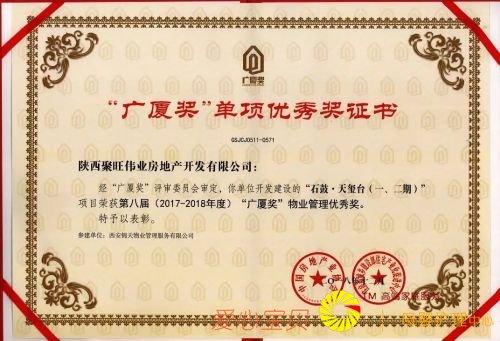 广厦奖
“广厦奖”单项优秀奖证书
GSJCJ0511-0571
陕西聚旺伟业房地产开发有限公司：
经“广厦奖”评审委员会审定，你单位开发建设的“石鼓·天玺台（一、二期）”
项目荣获第八届（2017-2018年度）“广厦奖”物业管理优秀奖。
特予以表彰。
参建单位：西安锦天物业管理服务有限公司
中国房地产业协会
爱心宝贝